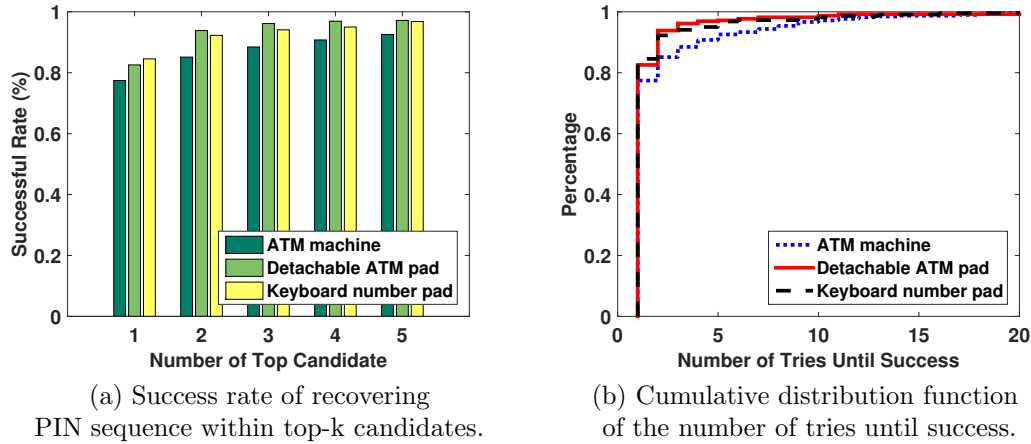 1
0.8
0.6
0.4
0.2
0
Successful Rate (%)
ATM machine
Detachable ATM pad
Keyboard number pad
1 2 3 4 5
Number of Top Candidate
(a) Success rate of recovering
PIN sequence within top-k candidates.
1
0.8
0.6
0.4
0.2
0
Percentage
ATM machine
Detachable ATM pad
Keyboard number pad
0 5 10 15 20
Number of Tries Until Success
(b) Cumulative distribution function
of the number of tries until success.